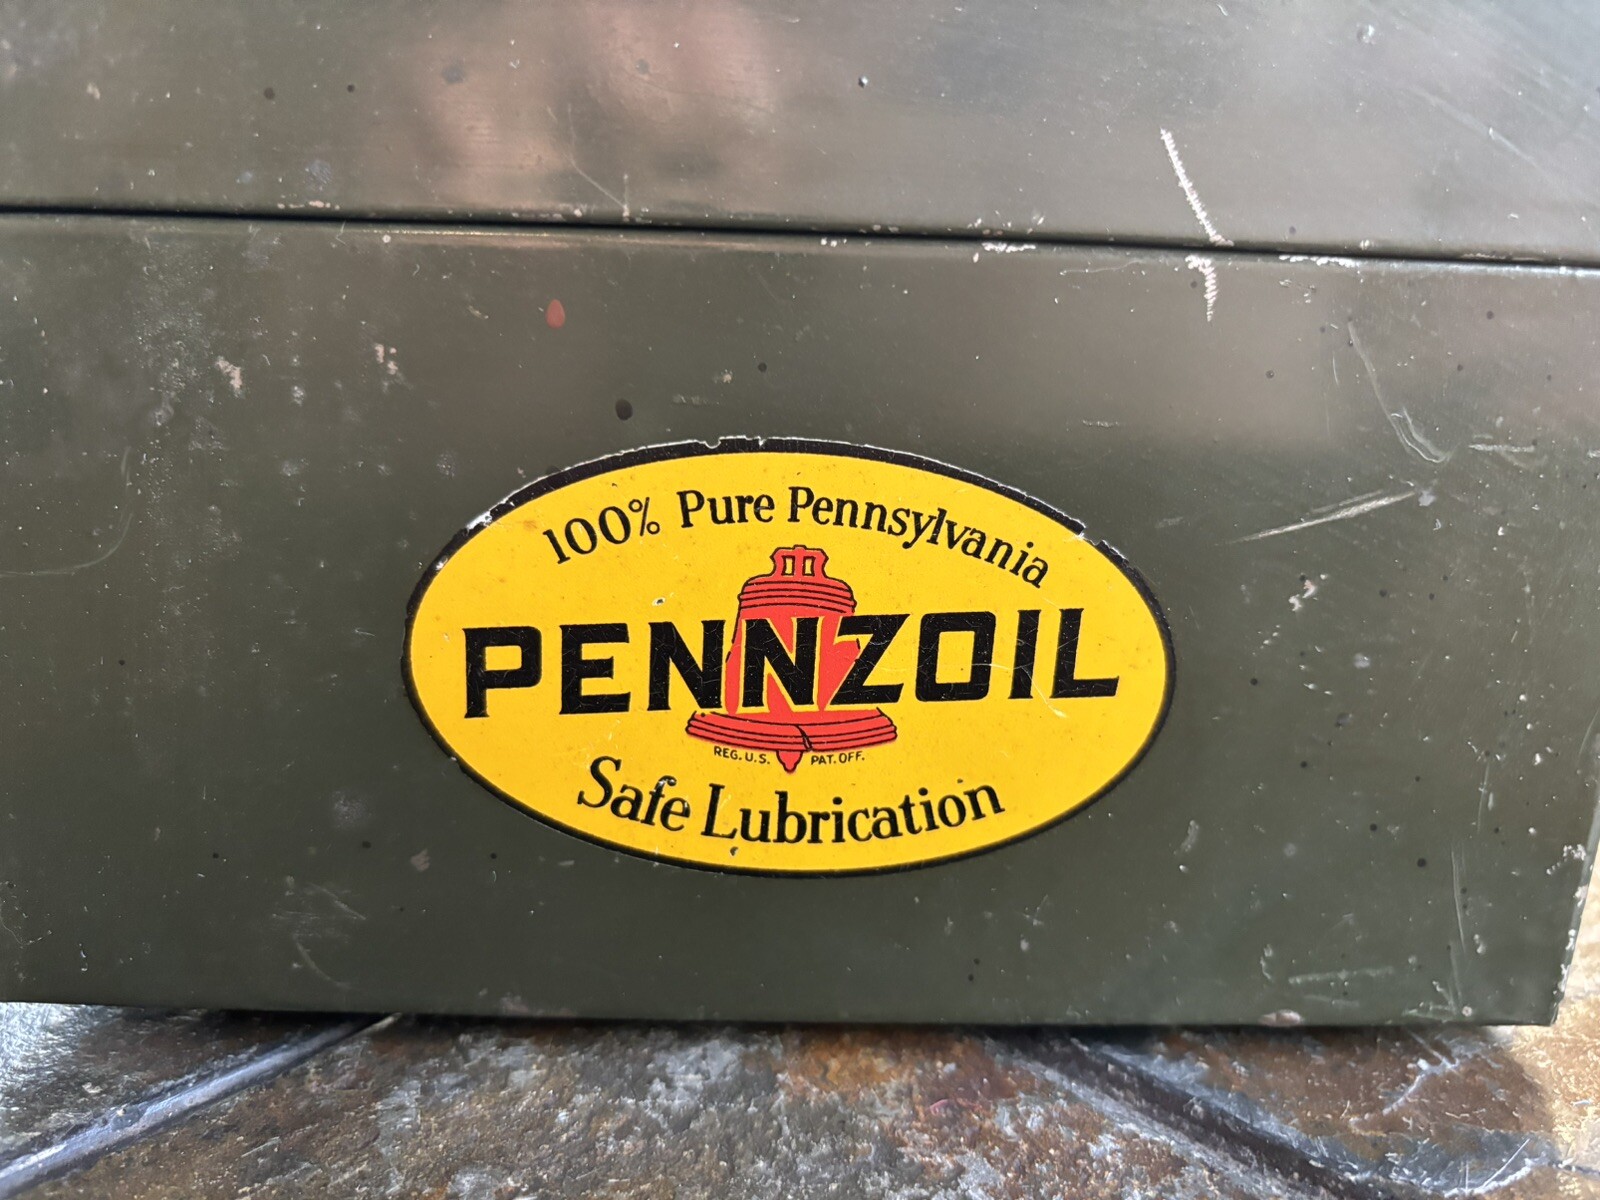 100% Pure Pennsylvania
PENNZOIL
REG. U.S. PAT. OFF.
Safe Lubrication